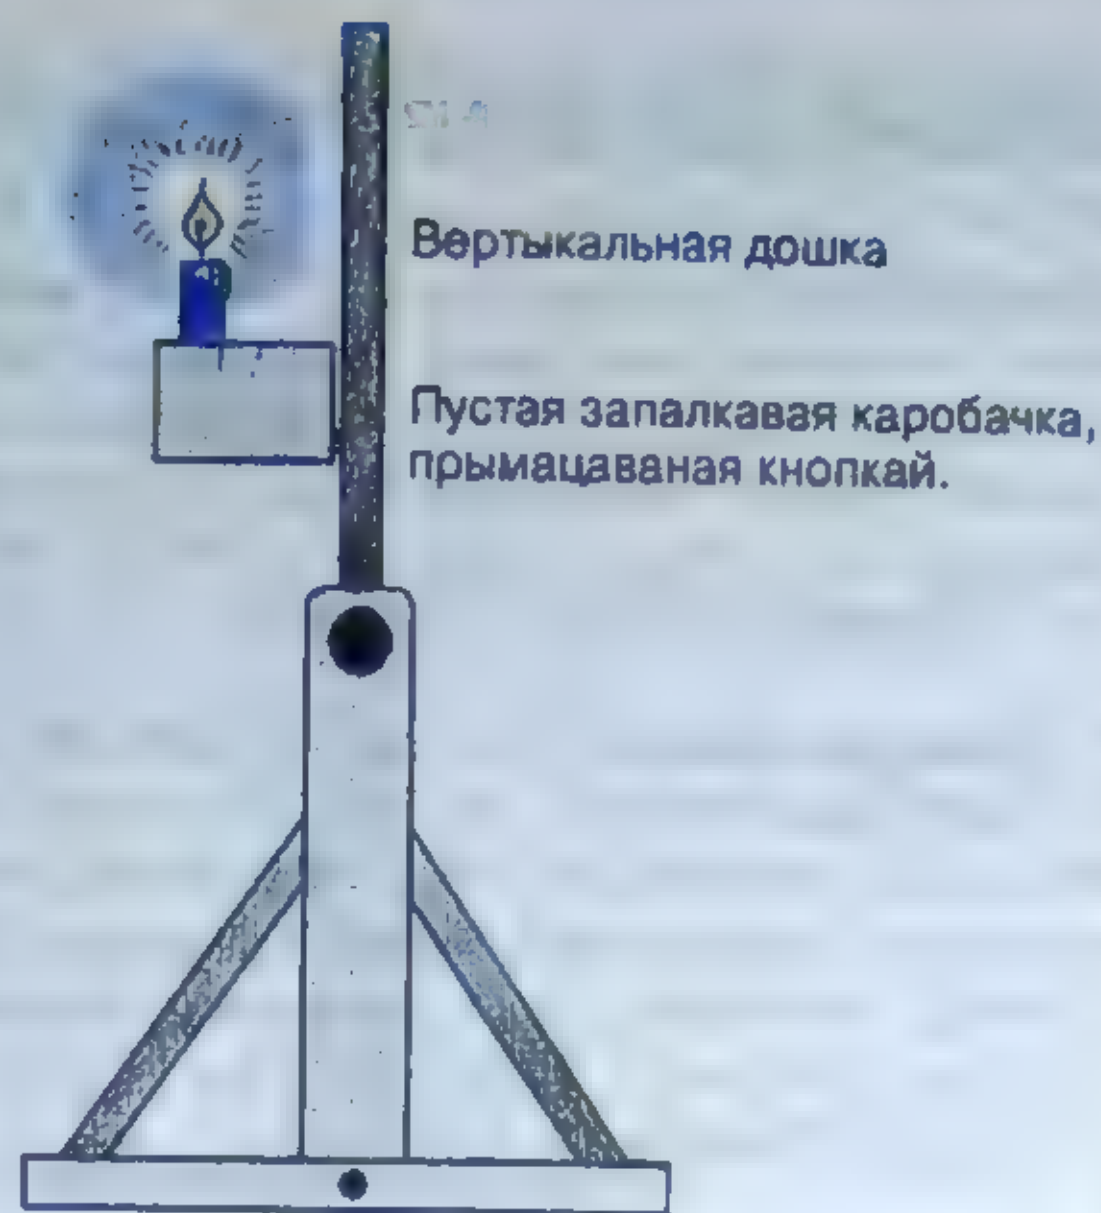 Вертыкальная дошка
Пустая запалкавая каробачка,
прымацаваная кнопкай.